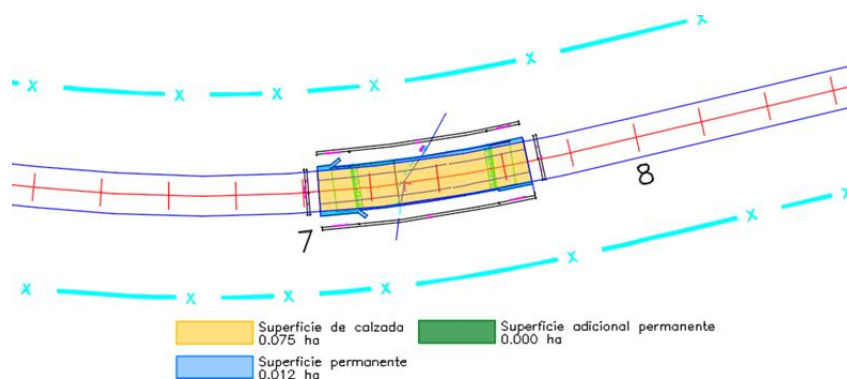 7
8
Superficie de calzada
0.075 ha
Superficie adicional permanente
0.000 ha
Superficie permanente
0.012 ha